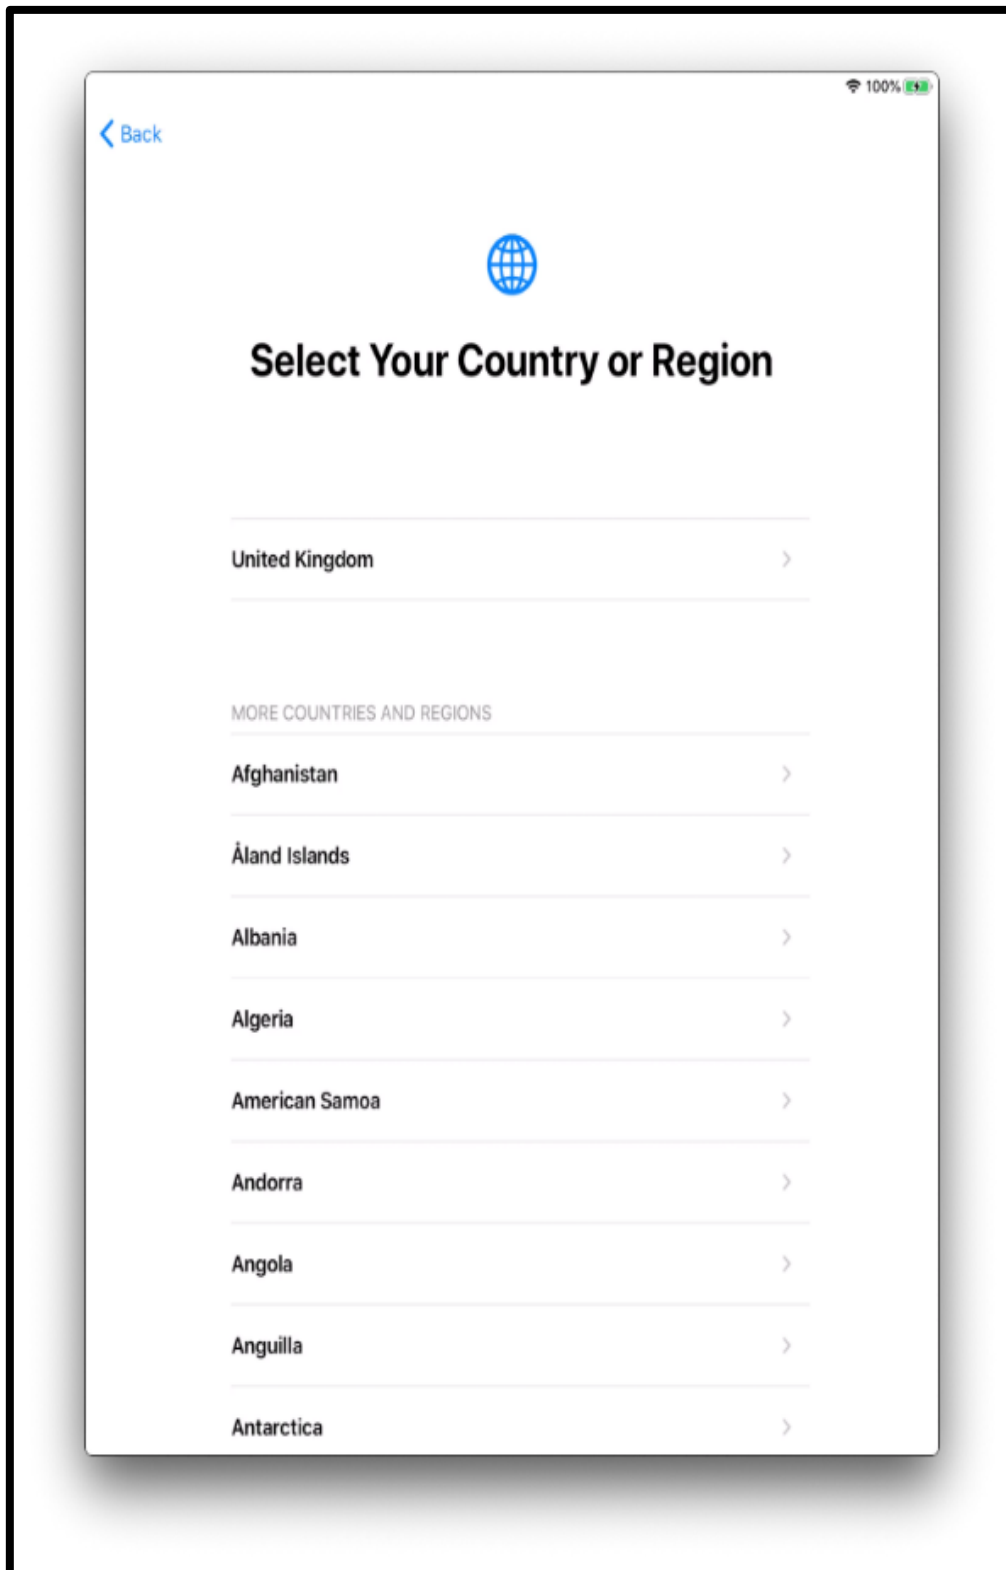 100%
Back
Select Your Country or Region
United Kingdom
MORE COUNTRIES AND REGIONS
Afghanistan
Åland Islands
Albania
Algeria
American Samoa
Andorra
Angola
Anguilla
Antarctica